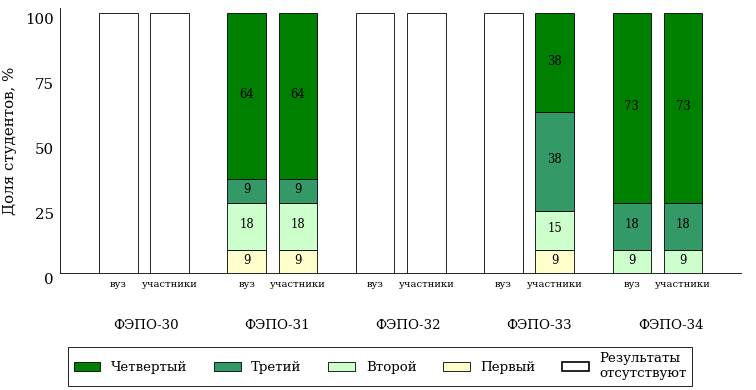 Доля студентов, %
100
75
50
25
0
64 64 38 73 73
9 9 38 18 18
18 18 15
9 9 9 9 9
вуз участники вуз участники вуз участники вуз участники вуз участники
ФЭПО-30 ФЭПО-31 ФЭПО-32 ФЭПО-33 ФЭПО-34
Четвертый Третий Второй Первый Результаты
отсутствуют